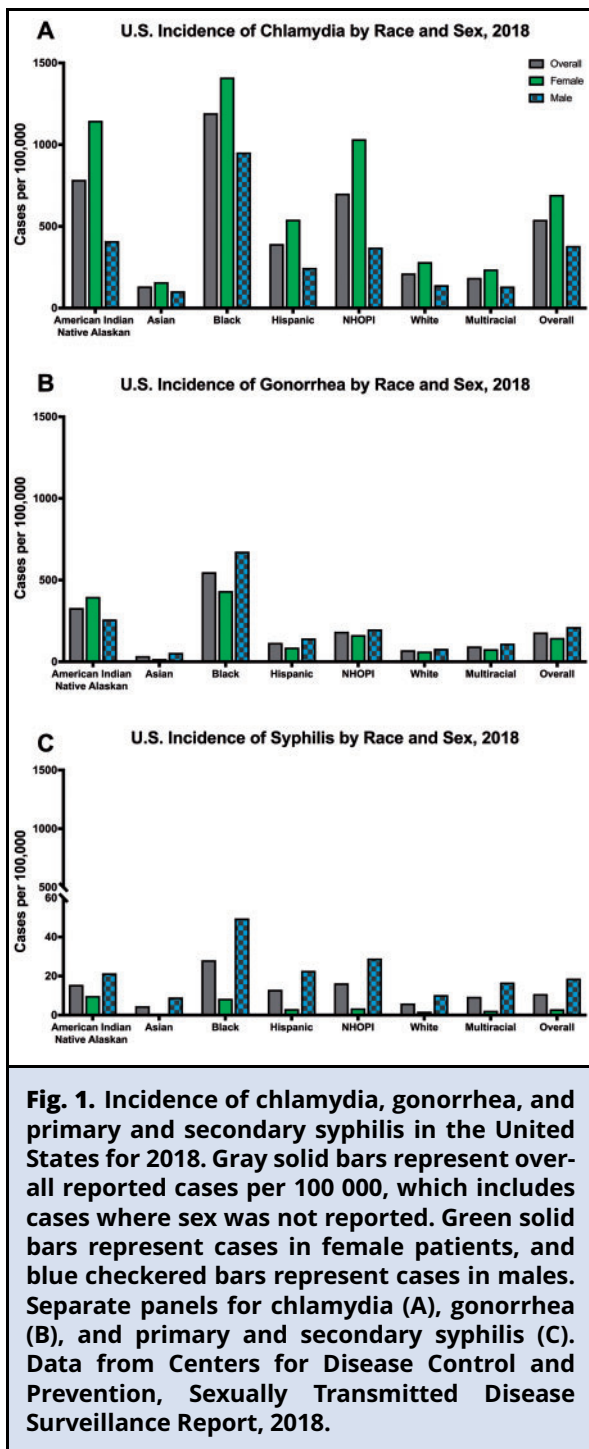 A
U.S. Incidence of Chlamydia by Race and Sex, 2018
Overall
Female
Male
Cases per 100,000
1500
1000
500
0
American Indian
Native Alaskan
Asian
Black
Hispanic
NHOPI
White
Multiracial
Overall
B
U.S. Incidence of Gonorrhea by Race and Sex, 2018
Cases per 100,000
1500
1000
500
0
American Indian
Native Alaskan
Asian
Black
Hispanic
NHOPI
White
Multiracial
Overall
C
U.S. Incidence of Syphilis by Race and Sex, 2018
Cases per 100,000
1500
1000
500
60
40
20
0
American Indian
Native Alaskan
Asian
Black
Hispanic
NHOPI
White
Multiracial
Overall
Fig. 1. Incidence of chlamydia, gonorrhea, and
primary and secondary syphilis in the United
States for 2018. Gray solid bars represent over-
all reported cases per 100 000, which includes
cases where sex was not reported. Green solid
bars represent cases in female patients, and
blue checkered bars represent cases in males.
Separate panels for chlamydia (A), gonorrhea
(B), and primary and secondary syphilis (C).
Data from Centers for Disease Control and
Prevention, Sexually Transmitted Disease
Surveillance Report, 2018.